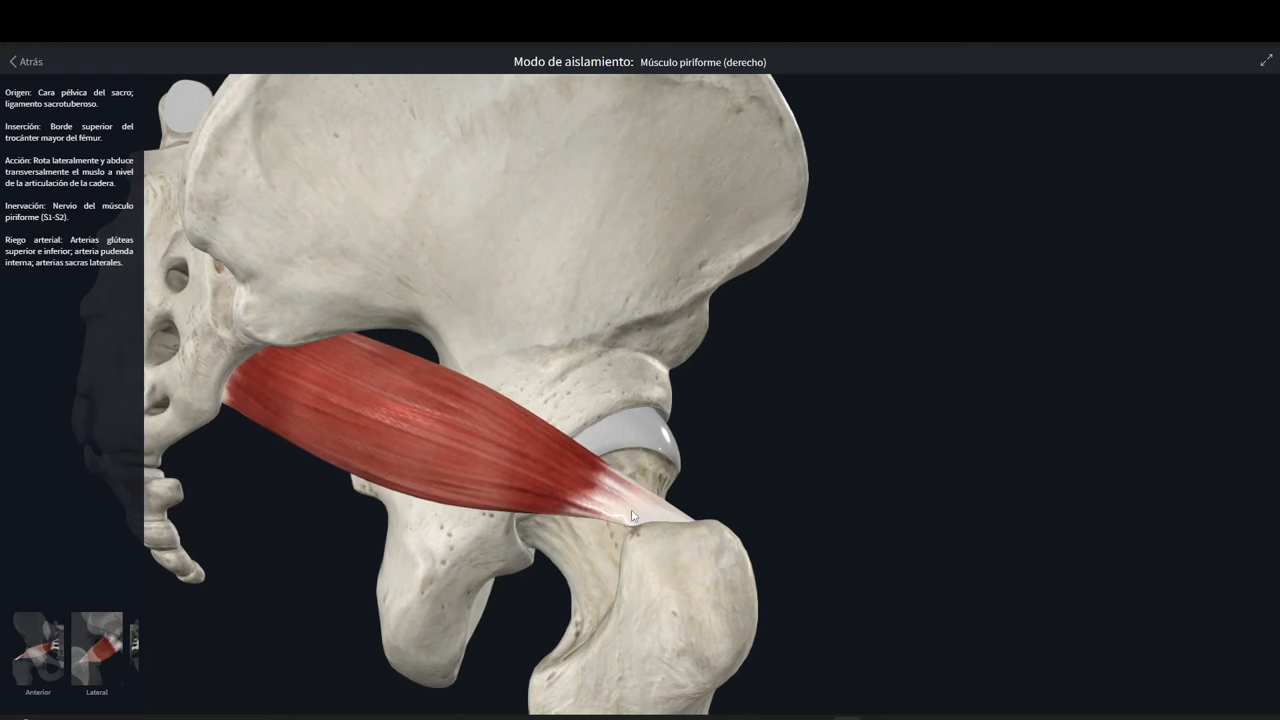 Atrás
Modo de aislamiento: Músculo piriforme (derecho)
Origen: Cara pélvica del sacro;
ligamento sacrotuberoso.
Inserción: Borde superior del
trocánter mayor del fémur.
Acción: Rota lateralmente y abduce
transversalmente el muslo a nivel
de la articulación de la cadera.
Inervación: Nervio del músculo
piriforme (S1-S2).
Riego arterial: Arterias glúteas
superior e inferior; arteria pudenda
interna; arterias sacras laterales.
Anterior
Lateral